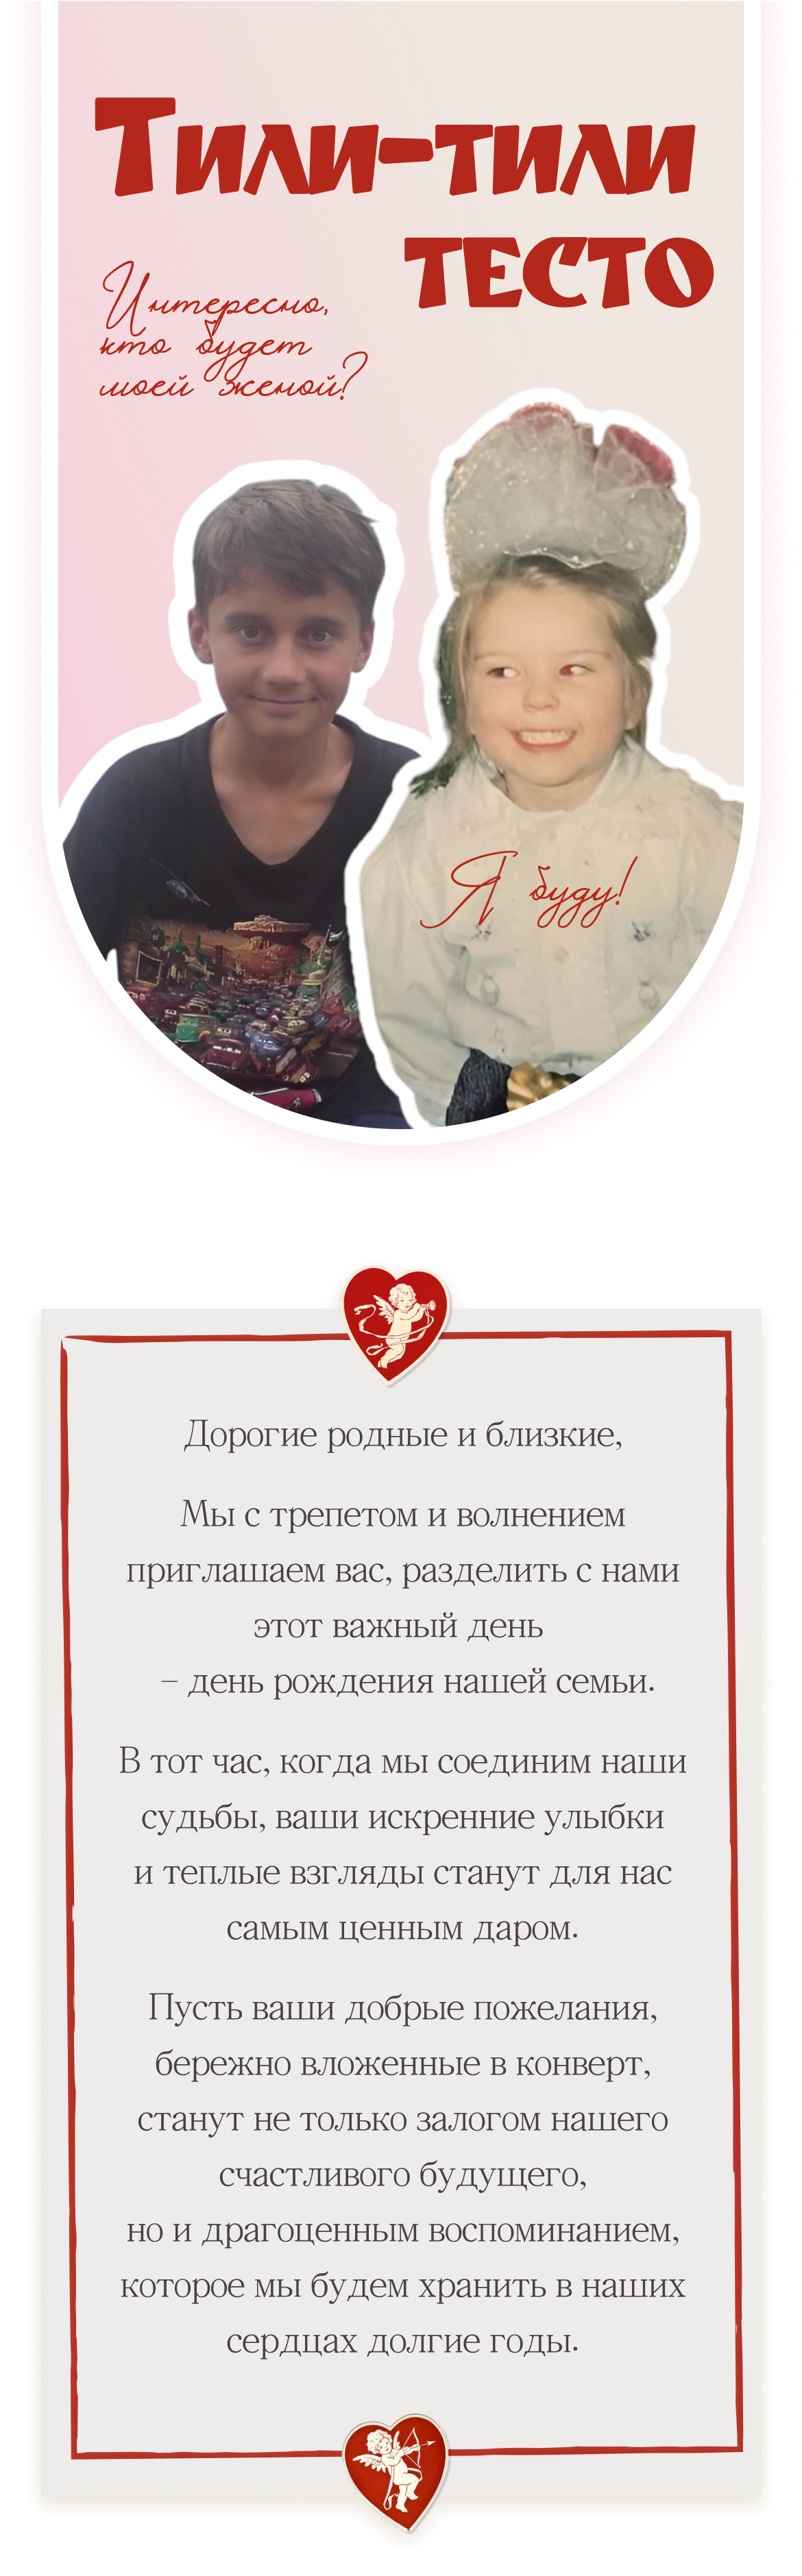 Тили-тили
тесто
Интересно,
кто будет
моей женой?
Я буду!
Дорогие родные и близкие,
Мы с трепетом и волнением
приглашаем вас, разделить с нами
этот важный день
– день рождения нашей семьи.
В тот час, когда мы соединим наши
судьбы, ваши искренние улыбки
и теплые взгляды станут для нас
самым ценным даром.
Пусть ваши добрые пожелания,
бережно вложенные в конверт,
станут не только залогом нашего
счастливого будущего,
но и драгоценным воспоминанием,
которое мы будем хранить в наших
сердцах долгие годы.